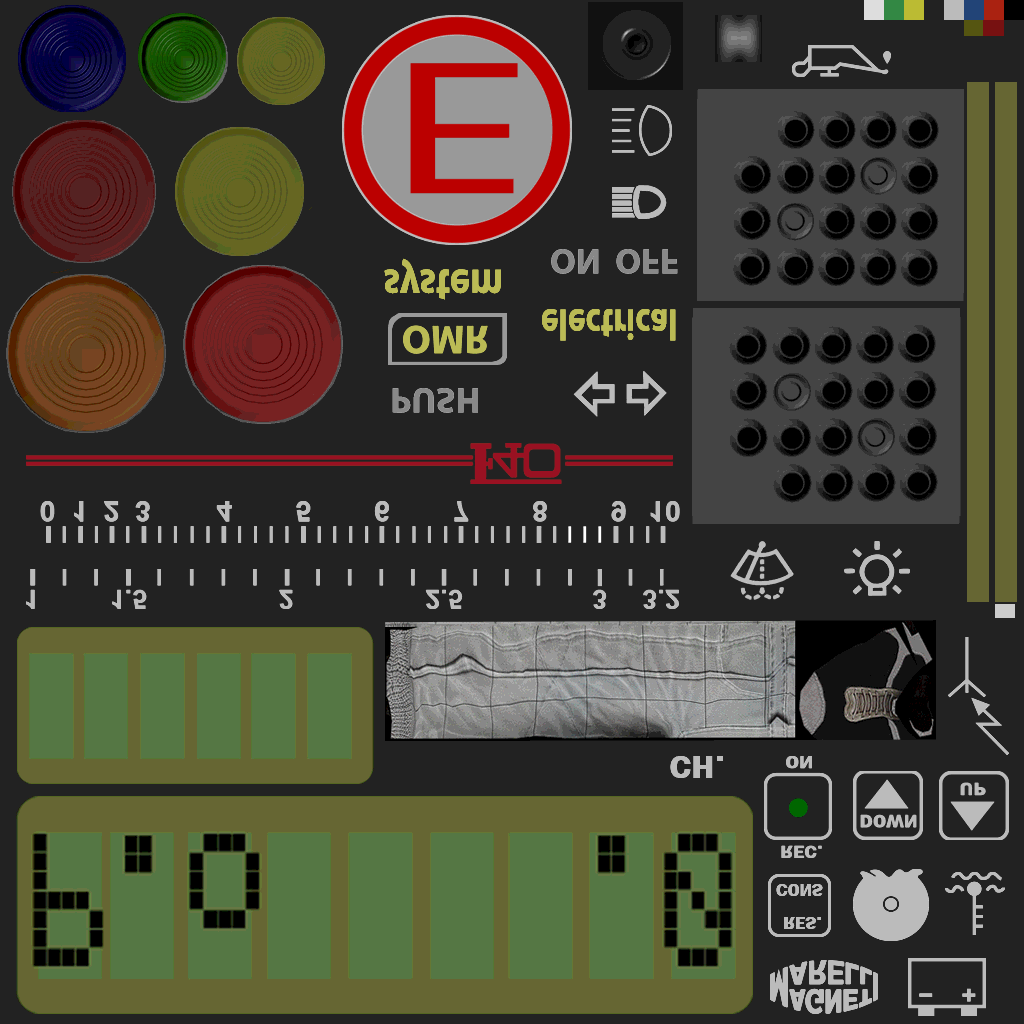 E
ON OFF
system
electrical
OMR
PUSH
F40
0 1 2 3 4 5 6 7 8 9 10
1 1.5 2 2.5 3 3.2
CH.
ON
REC.
DOWN
UP
CONS
RES.
MAGNETI
MARELLI
- +